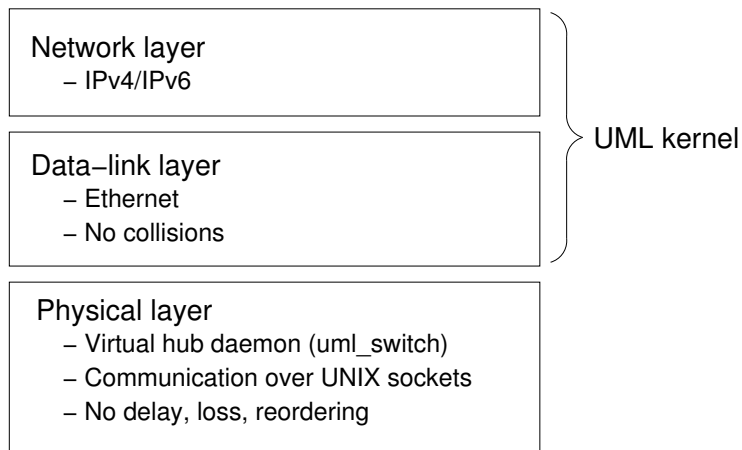 Network layer
– IPv4/IPv6
UML kernel
Data–link layer
– Ethernet
– No collisions
Physical layer
– Virtual hub daemon (uml_switch)
– Communication over UNIX sockets
– No delay, loss, reordering